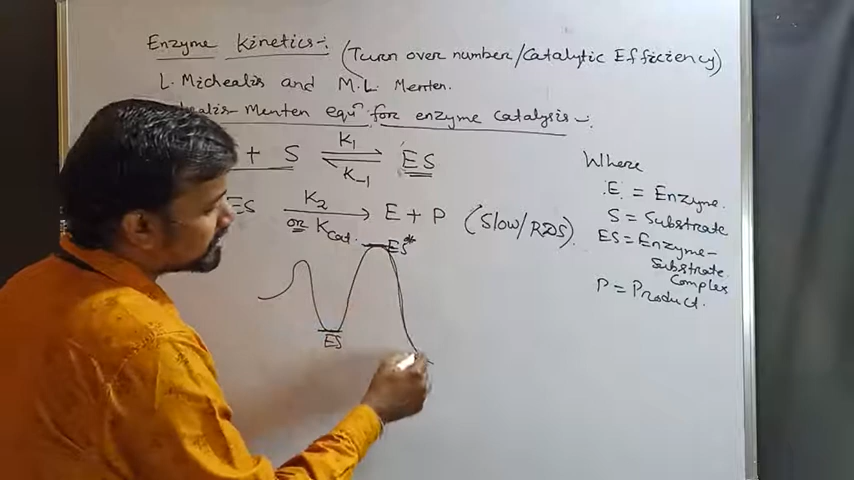 Enzyme Kinetics:- (Turn over number/Catalytic Efficiency)
L. Michealis and M.L. Menten.
Menten equⁿ for enzyme catalysis -
+ S ⇌ ES
K₁
K₋₁
ES → E + P (Slow/RDS)
K₂
or KCat.
ES*
ES
Where
E = Enzyme.
S = Substrate
ES = Enzyme-
Substrate
Complex
P = Product.